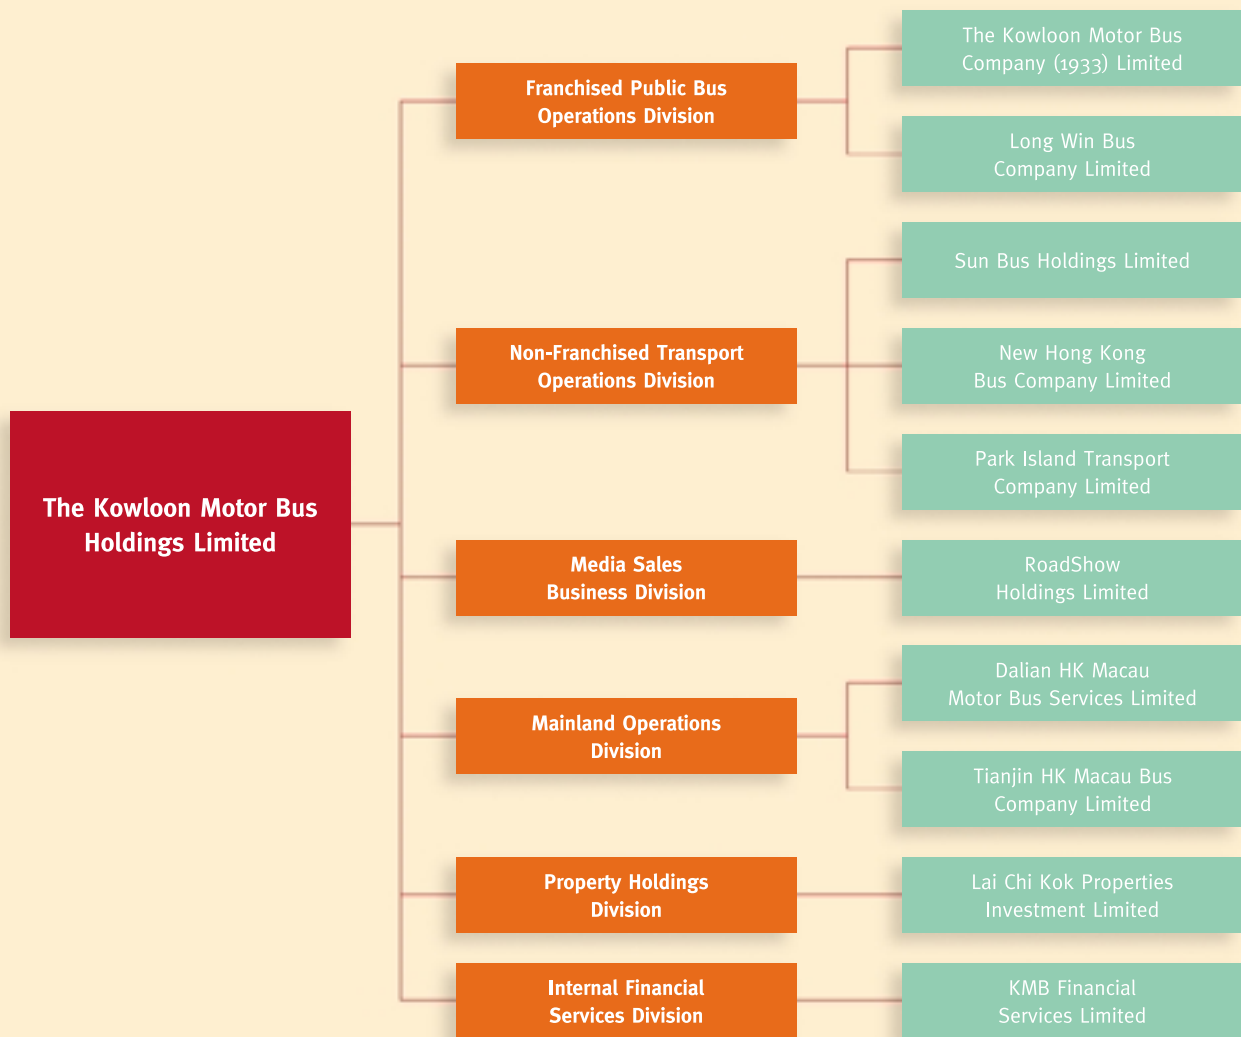 The Kowloon Motor Bus
Holdings Limited
Franchised Public Bus
Operations Division
The Kowloon Motor Bus
Company (1933) Limited
Long Win Bus
Company Limited
Non-Franchised Transport
Operations Division
Sun Bus Holdings Limited
New Hong Kong
Bus Company Limited
Park Island Transport
Company Limited
Media Sales
Business Division
RoadShow
Holdings Limited
Mainland Operations
Division
Dalian HK Macau
Motor Bus Services Limited
Tianjin HK Macau Bus
Company Limited
Property Holdings
Division
Lai Chi Kok Properties
Investment Limited
Internal Financial
Services Division
KMB Financial
Services Limited